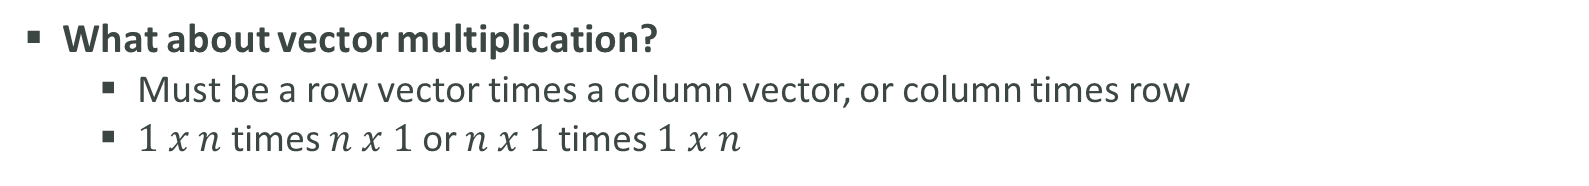 ▪ What about vector multiplication?
▪ Must be a row vector times a column vector, or column times row
▪ 1 x n times n x 1 or n x 1 times 1 x n